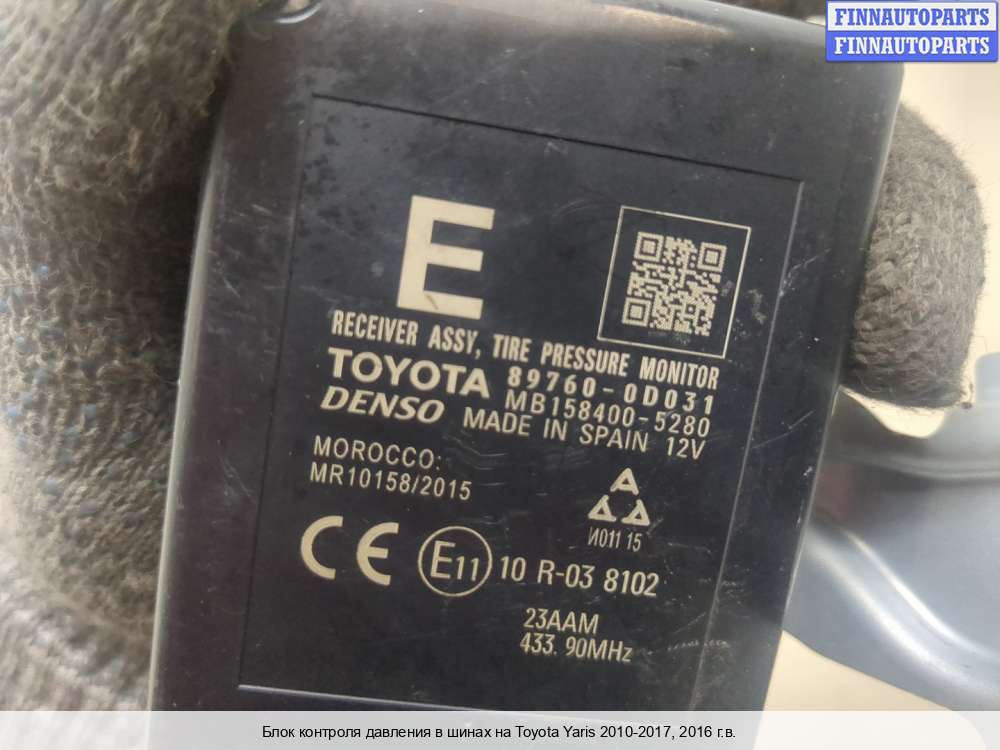 FINNAUTOPARTS
FINNAUTOPARTS
E
RECEIVER ASSY, TIRE PRESSURE MONITOR
TOYOTA 89760-0D031
DENSO MB158400-5280
MADE IN SPAIN 12V
MOROCCO:
MR10158/2015
И011 15
CE E11 10 R-03 8102
23AAM
433. 90MHz
Блок контроля давления в шинах на Toyota Yaris 2010-2017, 2016 г.в.